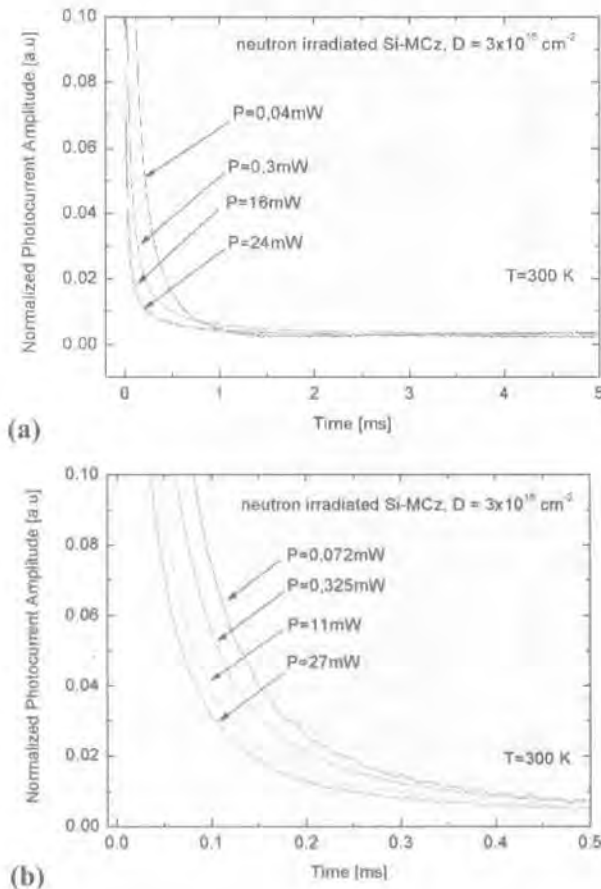 0.10
0.08
0.06
0.04
0.02
0.00
Normalized Photocurrent Amplitude [a.u]
neutron irradiated Si-MCz, D = 3x10¹⁶ cm⁻²
P=0,04mW
P=0,3mW
P=16mW
P=24mW
T=300 K
0 1 2 3 4 5
Time [ms]
(a)
0.10
0.08
0.06
0.04
0.02
0.00
Normalized Photocurrent Amplitude [a.u]
neutron irradiated Si-MCz, D = 3x10¹⁶ cm⁻²
P=0,072mW
P=0,325mW
P=11mW
P=27mW
T=300 K
0.0 0.1 0.2 0.3 0.4 0.5
Time [ms]
(b)